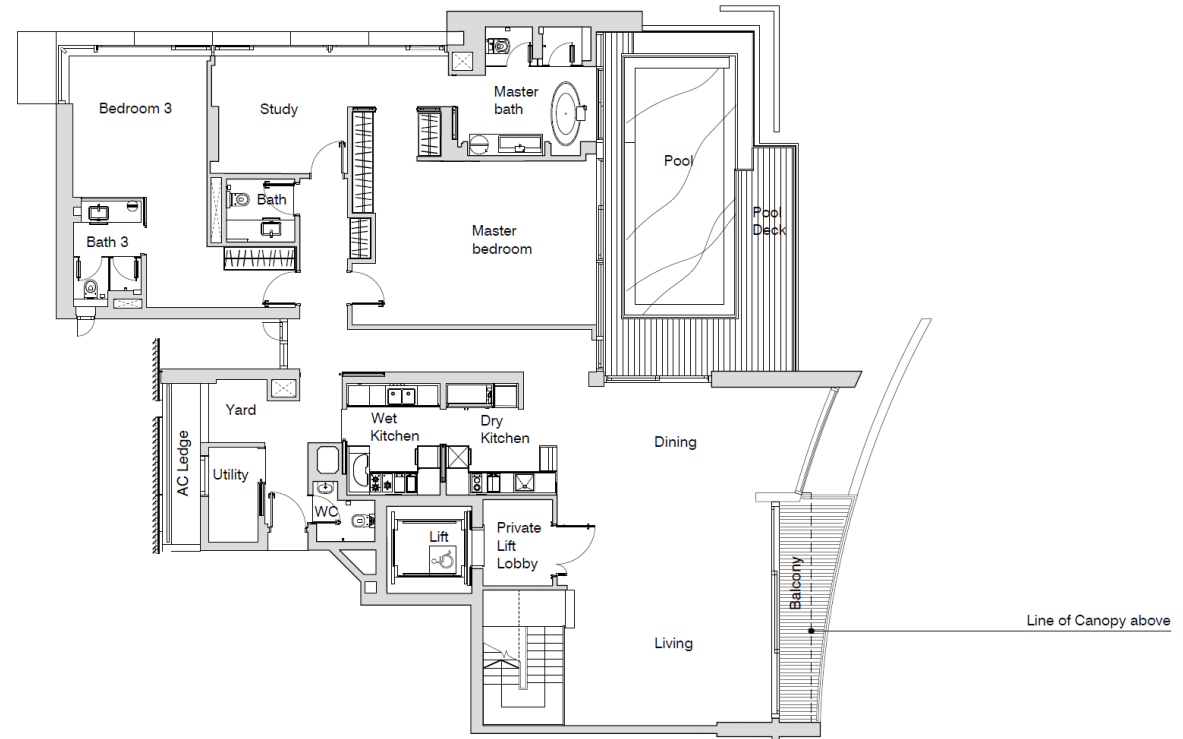 Bedroom 3
Study
Master
bath
Pool
Bath
Pool
Deck
Master
bedroom
Bath 3
Yard
Wet
Kitchen
Dry
Kitchen
Dining
AC Ledge
Utility
WC
Lift
Private
Lift
Lobby
Balcony
Line of Canopy above
Living